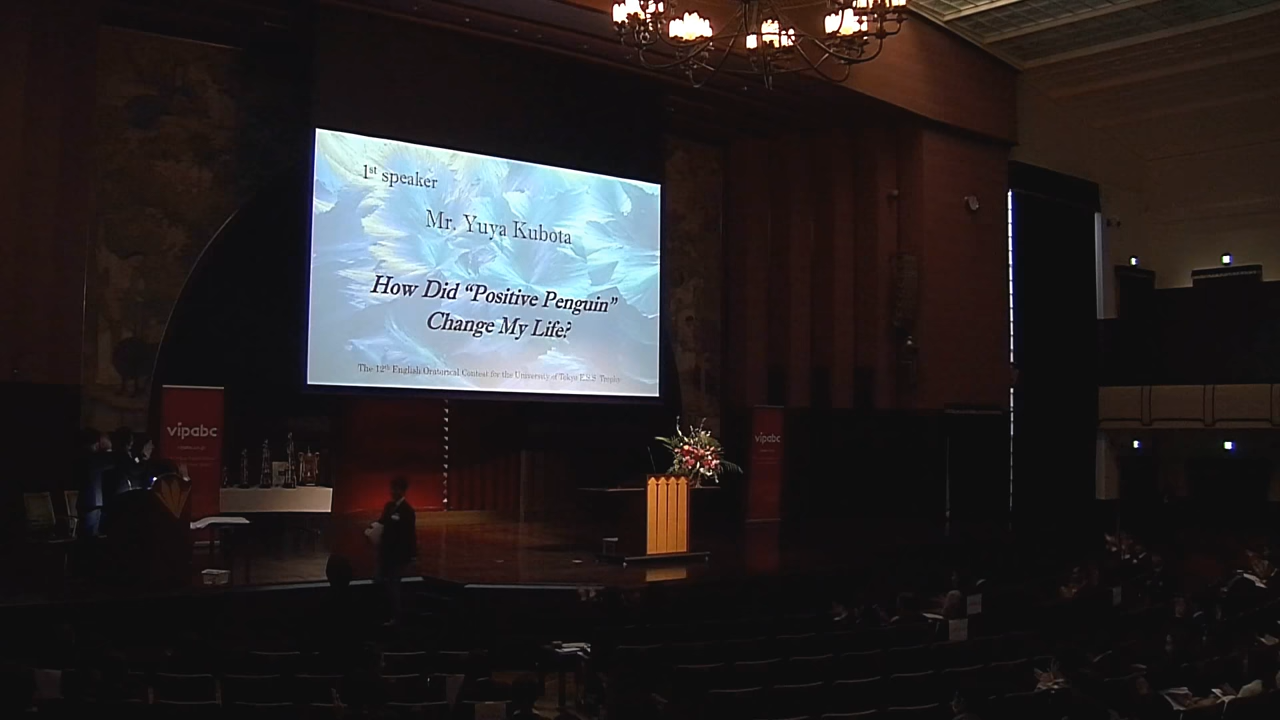 1st speaker
Mr. Yuya Kubota
How Did “Positive Penguin”
Change My Life?
The 12th English Oratorical Contest for the University of Tokyo E.S.S. Trophy
vipabc
vipabc